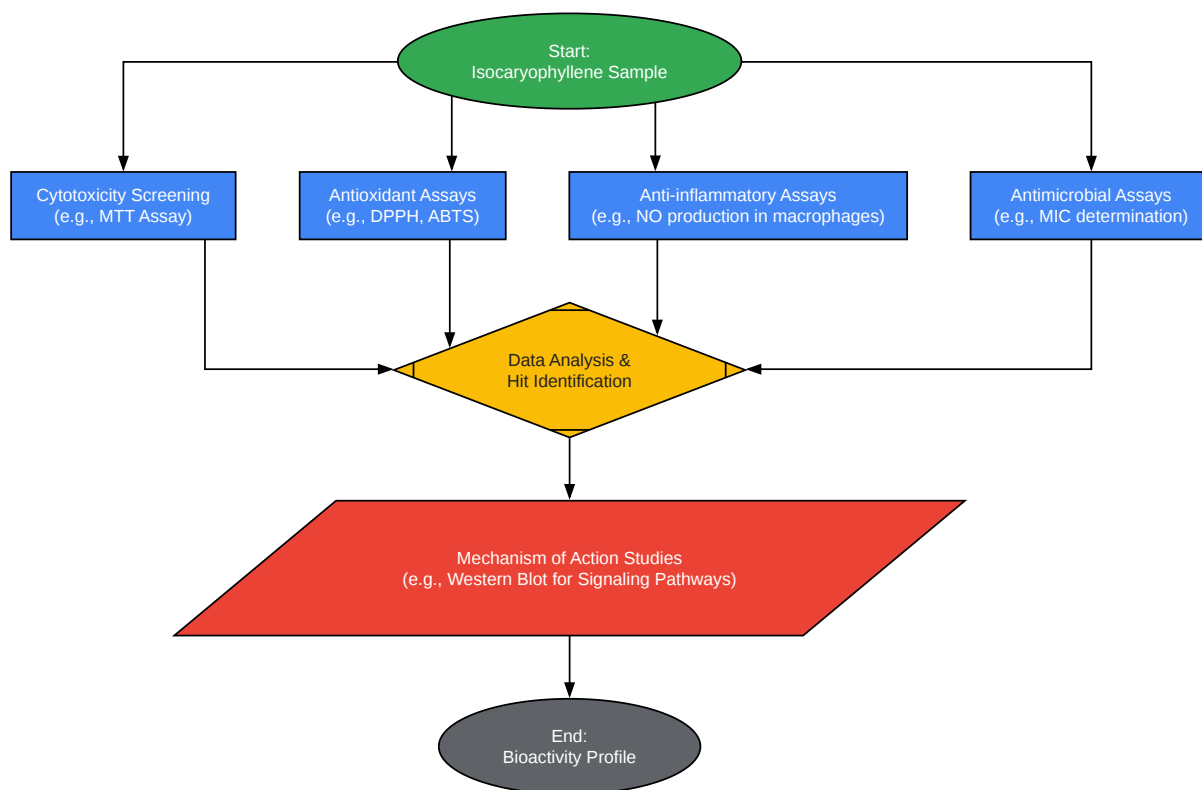 Start:
Isocaryophyllene Sample
Cytotoxicity Screening
(e.g., MTT Assay)
Antioxidant Assays
(e.g., DPPH, ABTS)
Anti-inflammatory Assays
(e.g., NO production in macrophages)
Antimicrobial Assays
(e.g., MIC determination)
Data Analysis &
Hit Identification
Mechanism of Action Studies
(e.g., Western Blot for Signaling Pathways)
End:
Bioactivity Profile